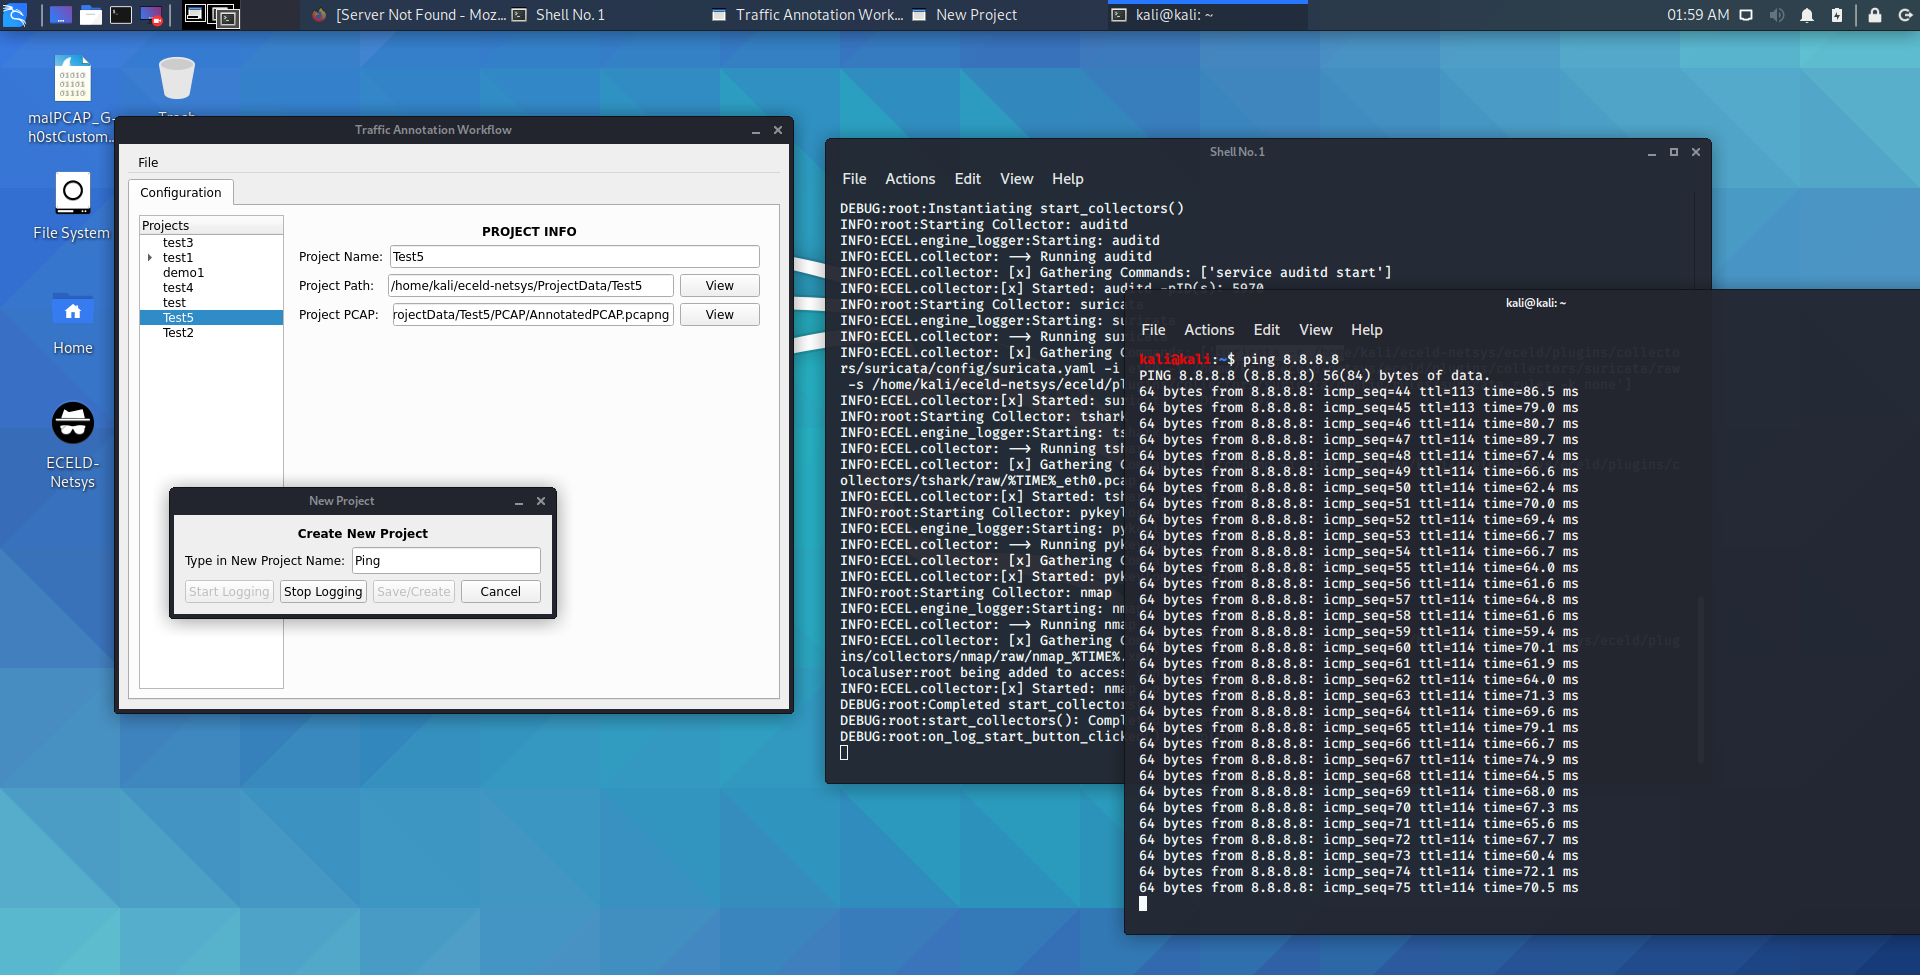 [Server Not Found - Moz...
Shell No. 1
Traffic Annotation Work...
New Project
kali@kali: ~
01:59 AM
malPCAP_G-
h0stCustom...
Trash
File System
Home
ECELD-
Netsys
Traffic Annotation Workflow
File
Configuration
Projects
test3
test1
demo1
test4
test
Test5
Test2
PROJECT INFO
Project Name: Test5
Project Path: /home/kali/eceld-netsys/ProjectData/Test5 View
Project PCAP: rojectData/Test5/PCAP/AnnotatedPCAP.pcapng View
New Project
Create New Project
Type in New Project Name: Ping
Start Logging Stop Logging Save/Create Cancel
Shell No. 1
File Actions Edit View Help
DEBUG:root:Instantiating start_collectors()
INFO:root:Starting Collector: auditd
INFO:ECEL.engine_logger:Starting: auditd
INFO:ECEL.collector: ──> Running auditd
INFO:ECEL.collector: [x] Gathering Commands: ['service auditd start']
INFO:ECEL.collector:[x] Started: auditd -pID(s): 5970
INFO:root:Starting Collector: surica
INFO:ECEL.engine_logger:Starting: su
INFO:ECEL.collector: ──> Running sur
INFO:ECEL.collector: [x] Gathering C
rs/suricata/config/suricata.yaml -i
-s /home/kali/eceld-netsys/eceld/pl
INFO:ECEL.collector:[x] Started: sur
INFO:root:Starting Collector: tshark
INFO:ECEL.engine_logger:Starting: ts
INFO:ECEL.collector: ──> Running tsh
INFO:ECEL.collector: [x] Gathering C
ollectors/tshark/raw/%TIME%_eth0.pca
INFO:ECEL.collector:[x] Started: tsh
INFO:root:Starting Collector: pykeyl
INFO:ECEL.engine_logger:Starting: py
INFO:ECEL.collector: ──> Running pyk
INFO:ECEL.collector: [x] Gathering C
INFO:ECEL.collector:[x] Started: pyk
INFO:root:Starting Collector: nmap
INFO:ECEL.engine_logger:Starting: nm
INFO:ECEL.collector: ──> Running nma
INFO:ECEL.collector: [x] Gathering C
ins/collectors/nmap/raw/nmap_%TIME%.
localuser:root being added to access
INFO:ECEL.collector:[x] Started: nma
DEBUG:root:Completed start_collector
DEBUG:root:start_collectors(): Compl
DEBUG:root:on_log_start_button_click
kali@kali: ~
File Actions Edit View Help
kali@kali:~$ ping 8.8.8.8
PING 8.8.8.8 (8.8.8.8) 56(84) bytes of data.
64 bytes from 8.8.8.8: icmp_seq=44 ttl=113 time=86.5 ms
64 bytes from 8.8.8.8: icmp_seq=45 ttl=113 time=79.0 ms
64 bytes from 8.8.8.8: icmp_seq=46 ttl=114 time=80.7 ms
64 bytes from 8.8.8.8: icmp_seq=47 ttl=114 time=89.7 ms
64 bytes from 8.8.8.8: icmp_seq=48 ttl=114 time=67.4 ms
64 bytes from 8.8.8.8: icmp_seq=49 ttl=114 time=66.6 ms
64 bytes from 8.8.8.8: icmp_seq=50 ttl=114 time=62.4 ms
64 bytes from 8.8.8.8: icmp_seq=51 ttl=114 time=70.0 ms
64 bytes from 8.8.8.8: icmp_seq=52 ttl=114 time=69.4 ms
64 bytes from 8.8.8.8: icmp_seq=53 ttl=114 time=66.7 ms
64 bytes from 8.8.8.8: icmp_seq=54 ttl=114 time=66.7 ms
64 bytes from 8.8.8.8: icmp_seq=55 ttl=114 time=64.0 ms
64 bytes from 8.8.8.8: icmp_seq=56 ttl=114 time=61.6 ms
64 bytes from 8.8.8.8: icmp_seq=57 ttl=114 time=64.8 ms
64 bytes from 8.8.8.8: icmp_seq=58 ttl=114 time=61.6 ms
64 bytes from 8.8.8.8: icmp_seq=59 ttl=114 time=59.4 ms
64 bytes from 8.8.8.8: icmp_seq=60 ttl=114 time=70.1 ms
64 bytes from 8.8.8.8: icmp_seq=61 ttl=114 time=61.9 ms
64 bytes from 8.8.8.8: icmp_seq=62 ttl=114 time=64.0 ms
64 bytes from 8.8.8.8: icmp_seq=63 ttl=114 time=71.3 ms
64 bytes from 8.8.8.8: icmp_seq=64 ttl=114 time=69.6 ms
64 bytes from 8.8.8.8: icmp_seq=65 ttl=114 time=79.1 ms
64 bytes from 8.8.8.8: icmp_seq=66 ttl=114 time=66.7 ms
64 bytes from 8.8.8.8: icmp_seq=67 ttl=114 time=74.9 ms
64 bytes from 8.8.8.8: icmp_seq=68 ttl=114 time=64.5 ms
64 bytes from 8.8.8.8: icmp_seq=69 ttl=114 time=68.0 ms
64 bytes from 8.8.8.8: icmp_seq=70 ttl=114 time=67.3 ms
64 bytes from 8.8.8.8: icmp_seq=71 ttl=114 time=65.6 ms
64 bytes from 8.8.8.8: icmp_seq=72 ttl=114 time=67.7 ms
64 bytes from 8.8.8.8: icmp_seq=73 ttl=114 time=60.4 ms
64 bytes from 8.8.8.8: icmp_seq=74 ttl=114 time=72.1 ms
64 bytes from 8.8.8.8: icmp_seq=75 ttl=114 time=70.5 ms